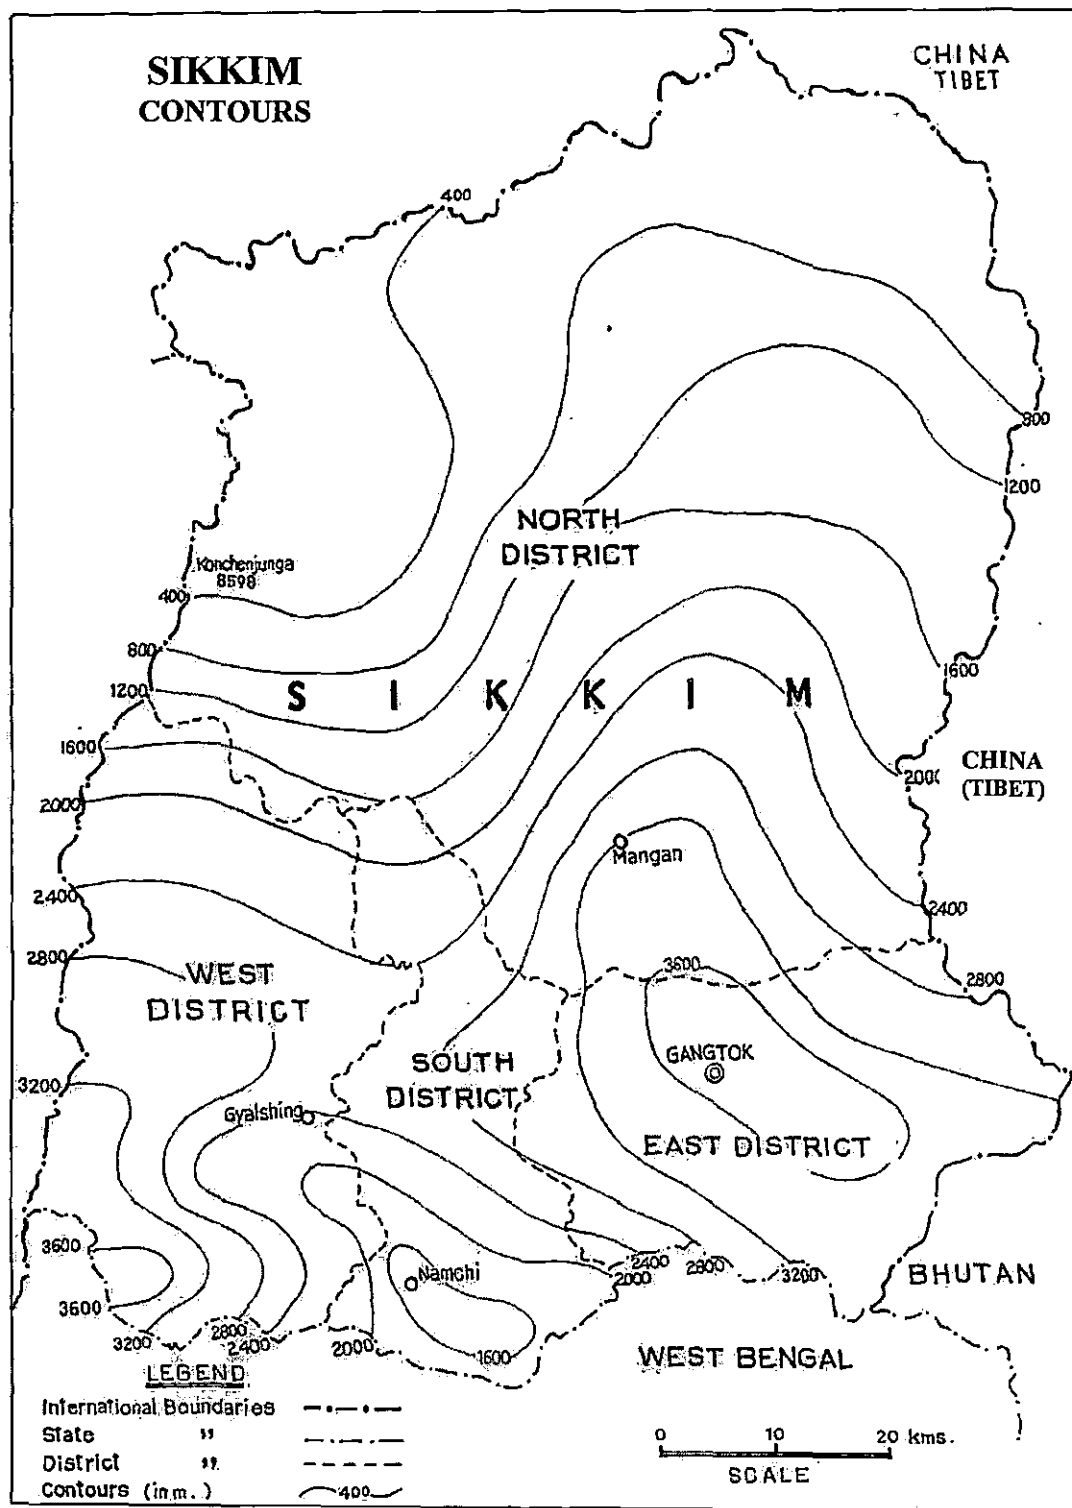 SIKKIM
CONTOURS
CHINA
TIBET
400
800
1200
NORTH
DISTRICT
Konchenjunga
8598
400
800
1200
1600
2000
2400
2800
3200
3600
3600
SIKKIM
1600
2000
CHINA
(TIBET)
Mangan
2400
2800
WEST
DISTRICT
3600
GANGTOK
SOUTH
DISTRICT
Gyalshing
EAST DISTRICT
Namchi
2400
2000
2800
3200
BHUTAN
3200
2800
2400
2000
1600
WEST BENGAL
LEGEND
International Boundaries
State "
District "
Contours (in m.) 400
0 10 20 kms.
SCALE